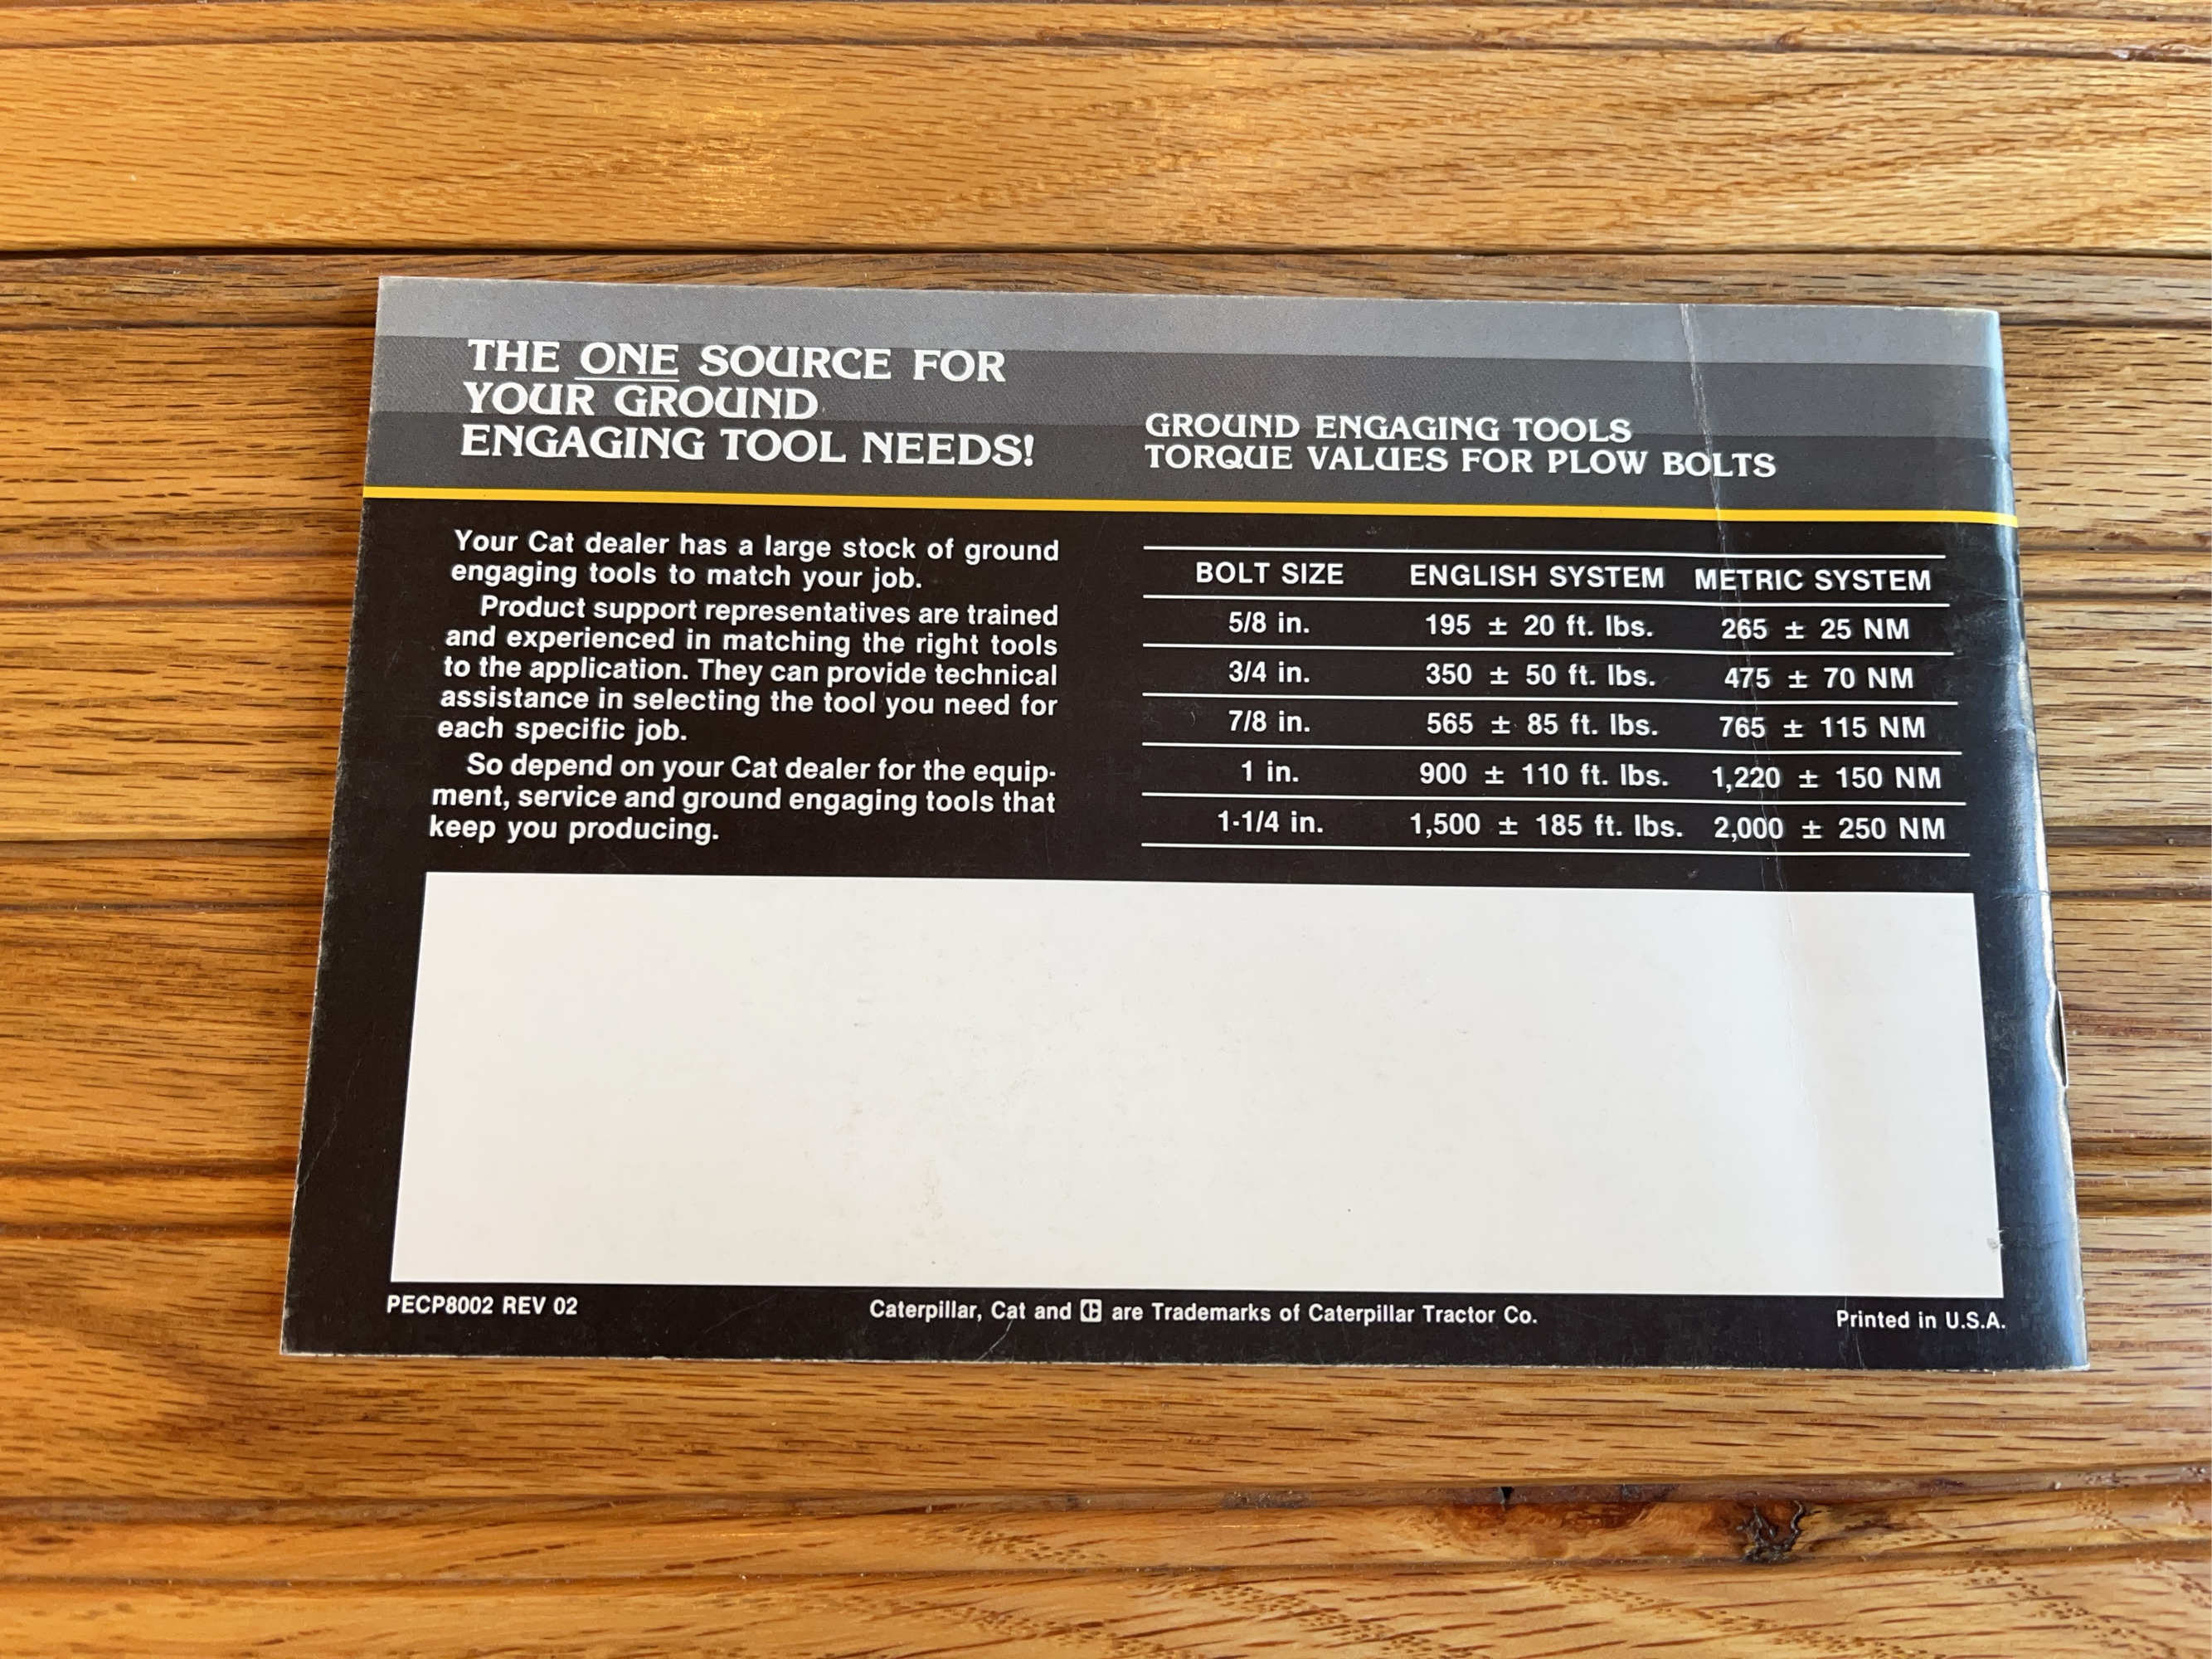 THE ONE SOURCE FOR
YOUR GROUND
ENGAGING TOOL NEEDS!
Your Cat dealer has a large stock of ground
engaging tools to match your job.
Product support representatives are trained
and experienced in matching the right tools
to the application. They can provide technical
assistance in selecting the tool you need for
each specific job.
So depend on your Cat dealer for the equip-
ment, service and ground engaging tools that
keep you producing.
GROUND ENGAGING TOOLS
TORQUE VALUES FOR PLOW BOLTS
BOLT SIZE ENGLISH SYSTEM METRIC SYSTEM
5/8 in. 195 ± 20 ft. lbs. 265 ± 25 NM
3/4 in. 350 ± 50 ft. lbs. 475 ± 70 NM
7/8 in. 565 ± 85 ft. lbs. 765 ± 115 NM
1 in. 900 ± 110 ft. lbs. 1,220 ± 150 NM
1-1/4 in. 1,500 ± 185 ft. lbs. 2,000 ± 250 NM
PECP8002 REV 02 Caterpillar, Cat and are Trademarks of Caterpillar Tractor Co. Printed in U.S.A.